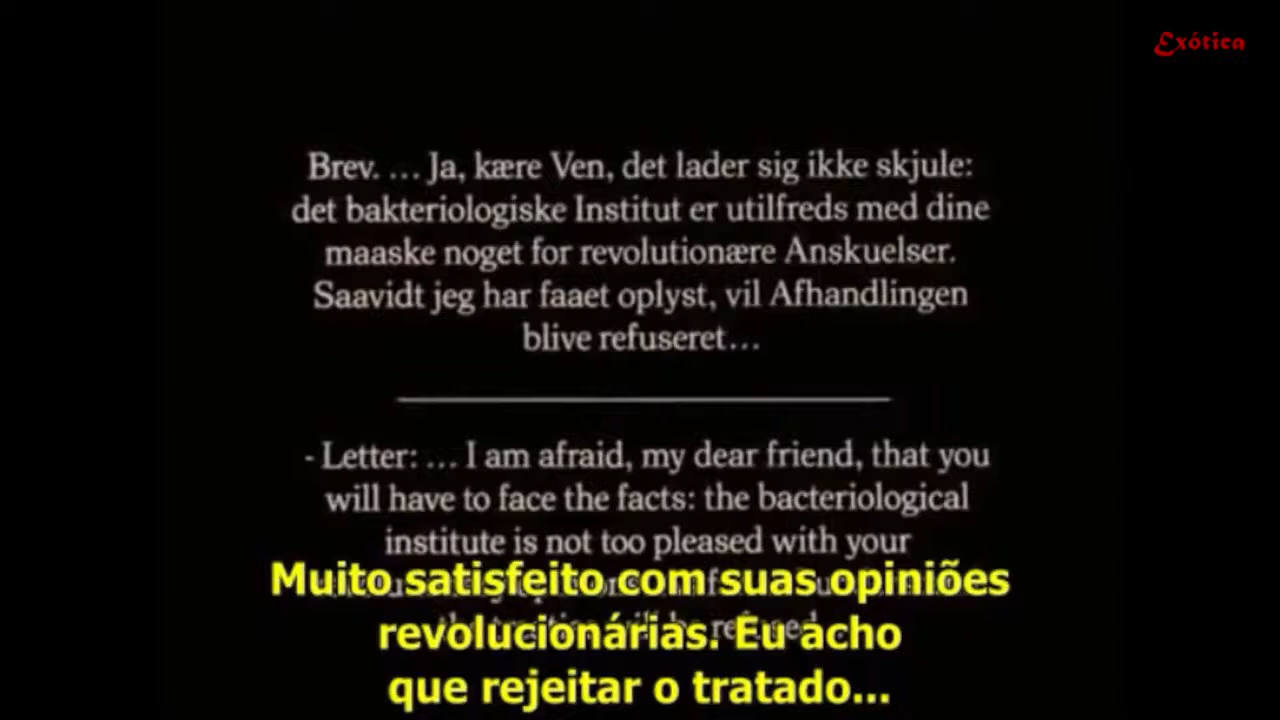 Exótica
Brev. ... Ja, kære Ven, det lader sig ikke skjule:
det bakteriologiske Institut er utilfreds med dine
maaske noget for revolutionære Anskuelser.
Saavidt jeg har faaet oplyst, vil Afhandlingen
blive refuseret...
- Letter: ... I am afraid, my dear friend, that you
will have to face the facts: the bacteriological
institute is not too pleased with your
Muito satisfeito com suas opiniões
revolucionárias. Eu acho
que rejeitar o tratado...